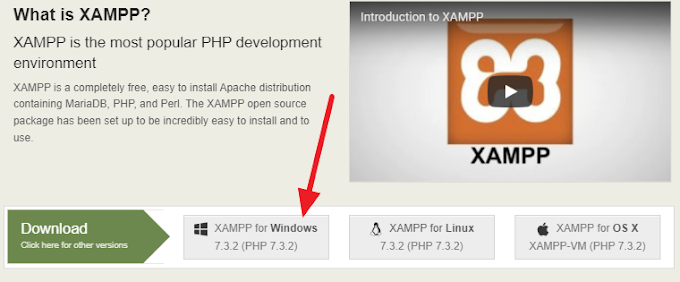 What is XAMPP?
XAMPP is the most popular PHP development
environment
XAMPP is a completely free, easy to install Apache distribution
containing MariaDB, PHP, and Perl. The XAMPP open source
package has been set up to be incredibly easy to install and to
use.
Introduction to XAMPP
XAMPP
Download
Click here for other versions
XAMPP for Windows
7.3.2 (PHP 7.3.2)
XAMPP for Linux
7.3.2 (PHP 7.3.2)
XAMPP for OS X
XAMPP-VM (PHP 7.3.2)